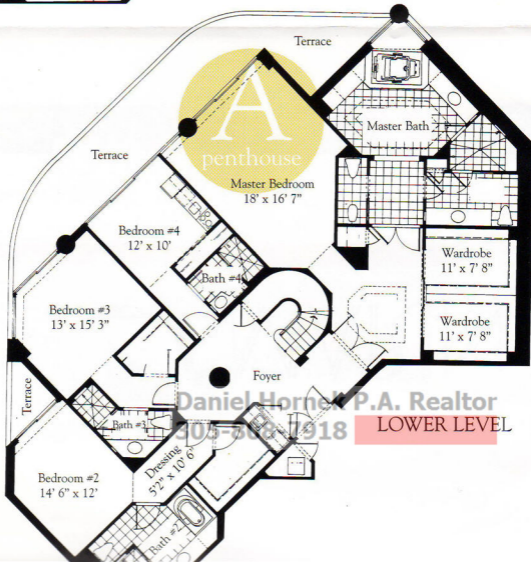 Terrace
A
penthouse
Master Bath
Terrace
Master Bedroom
18' x 16' 7"
Bedroom #4
12' x 10'
Wardrobe
11' x 7' 8"
Bath #4
Bedroom #3
13' x 15' 3"
Wardrobe
11' x 7' 8"
Foyer
Terrace
Daniel Hornek P.A. Realtor
305-868-7918
LOWER LEVEL
Bath #3
Dressing
5'2" x 10' 6"
Bedroom #2
14' 6" x 12'
Bath #2